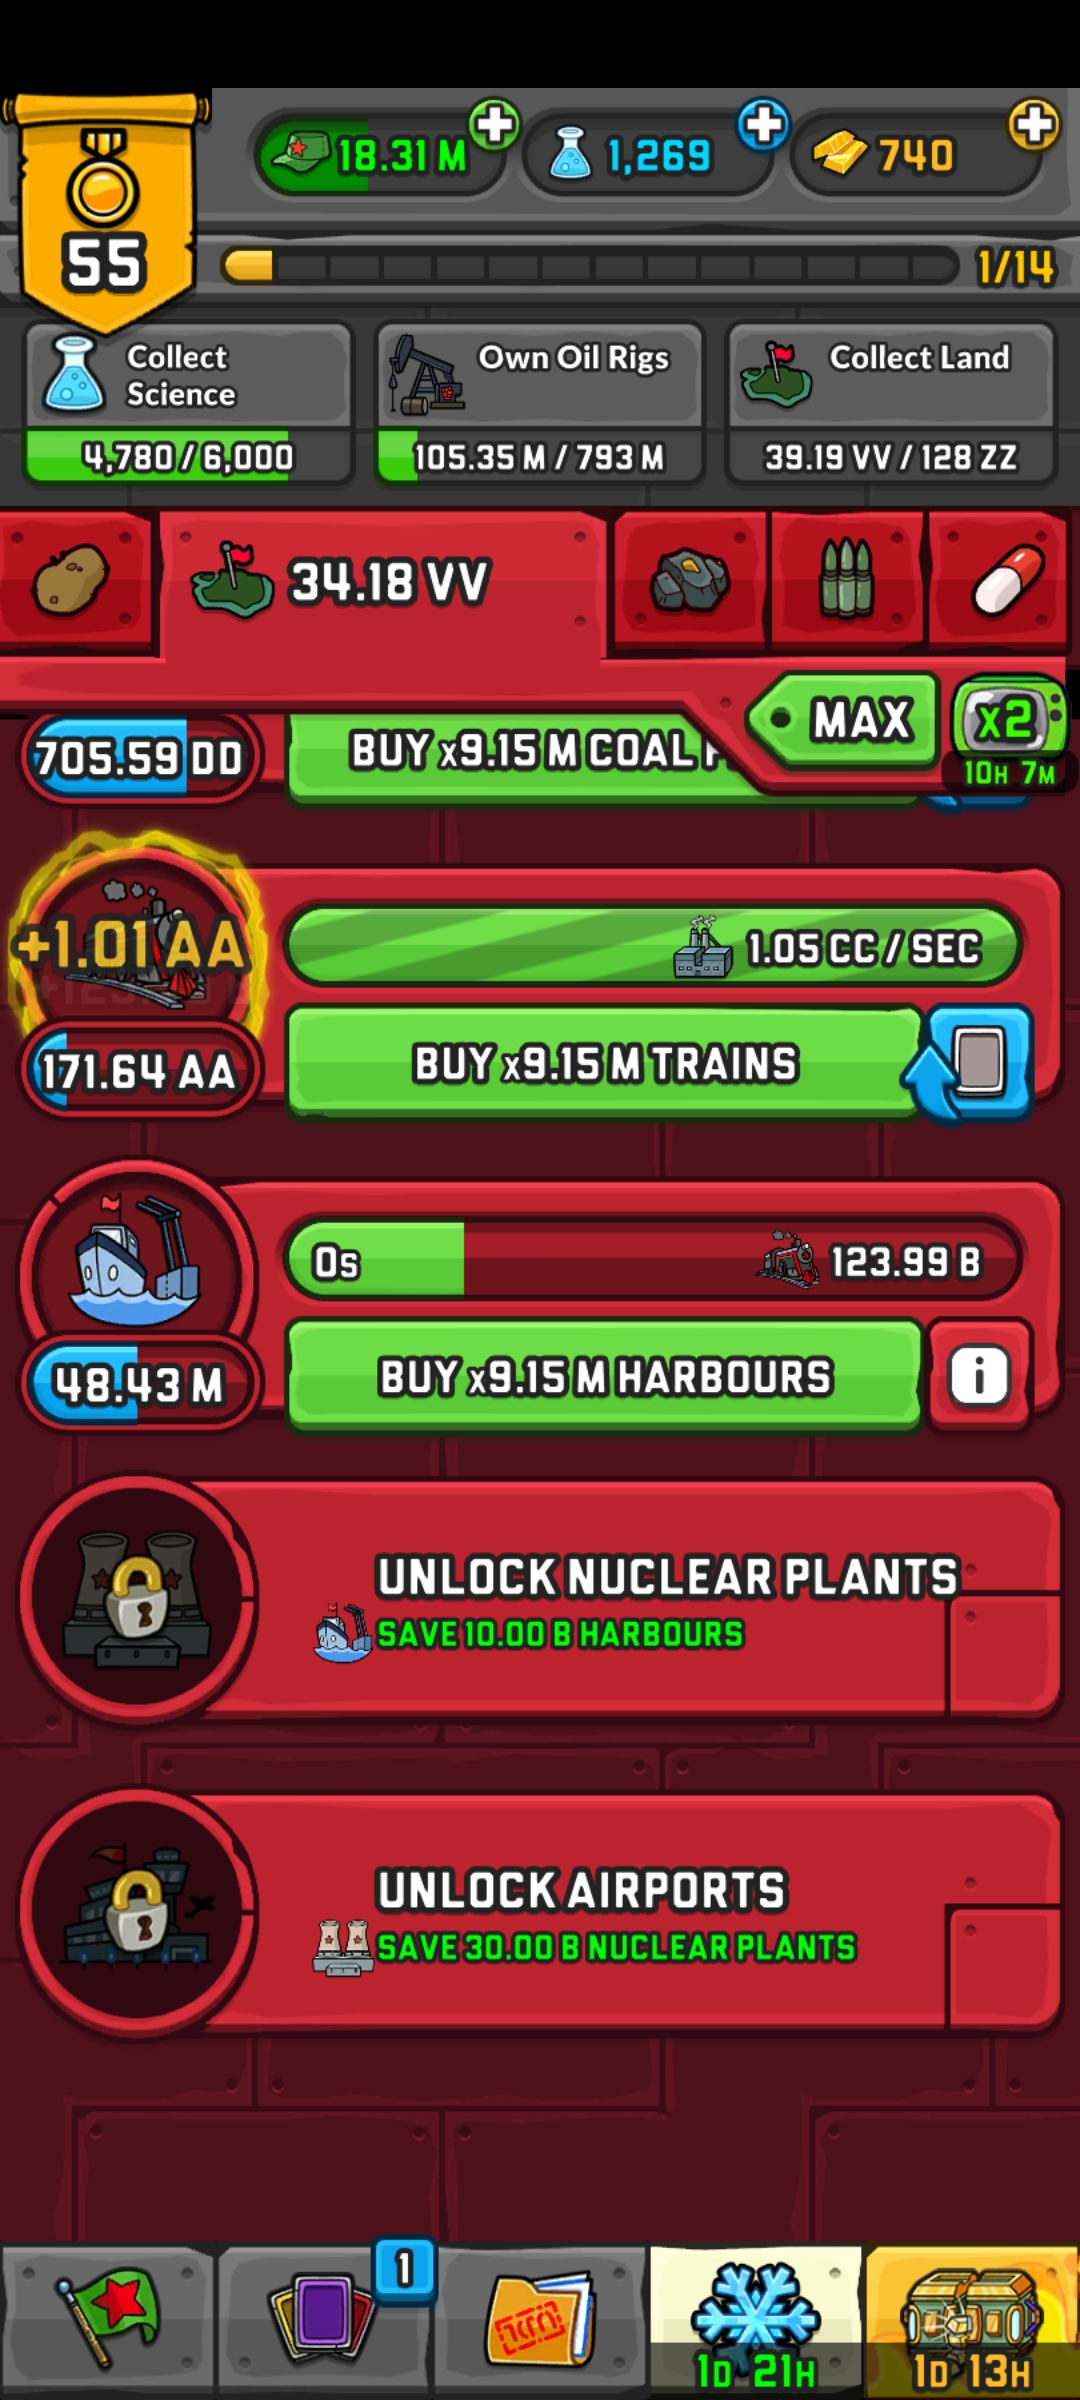 18.31 M
1,269
740
55
1/14
Collect
Science
Own Oil Rigs
Collect Land
4,780 / 6,000
105.35 M / 793 M
39.19 VV / 128 ZZ
34.18 VV
MAX
x2
10H 7M
705.59 DD
BUY x9.15 M COAL
+1.01 AA
1.05 CC / SEC
171.64 AA
BUY x9.15 M TRAINS
0s
123.99 B
48.43 M
BUY x9.15 M HARBOURS
i
UNLOCK NUCLEAR PLANTS
SAVE 10.00 B HARBOURS
UNLOCK AIRPORTS
SAVE 30.00 B NUCLEAR PLANTS
1
1D 21H
1D 13H